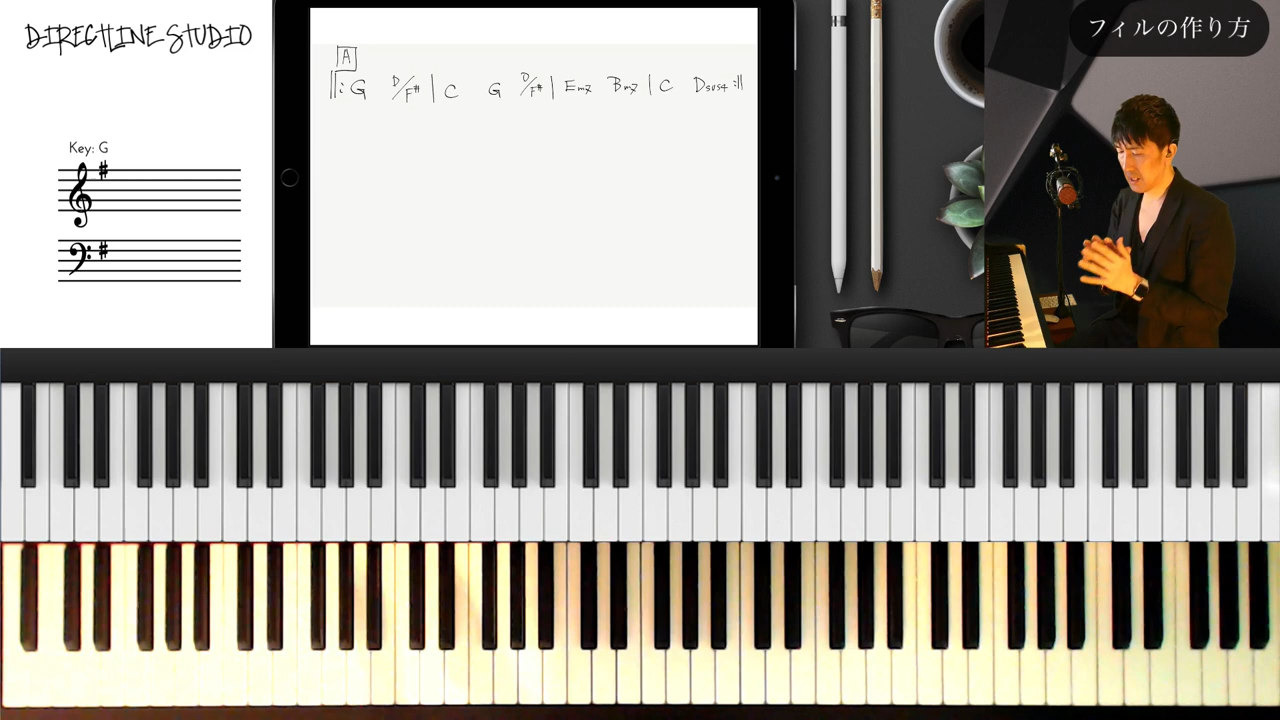 DIRECTLINE STUDIO
フィルの作り方
A
‖: G D/F# | C G D/F# | Em7 Bm7 | C Dsus4 :‖
Key: G